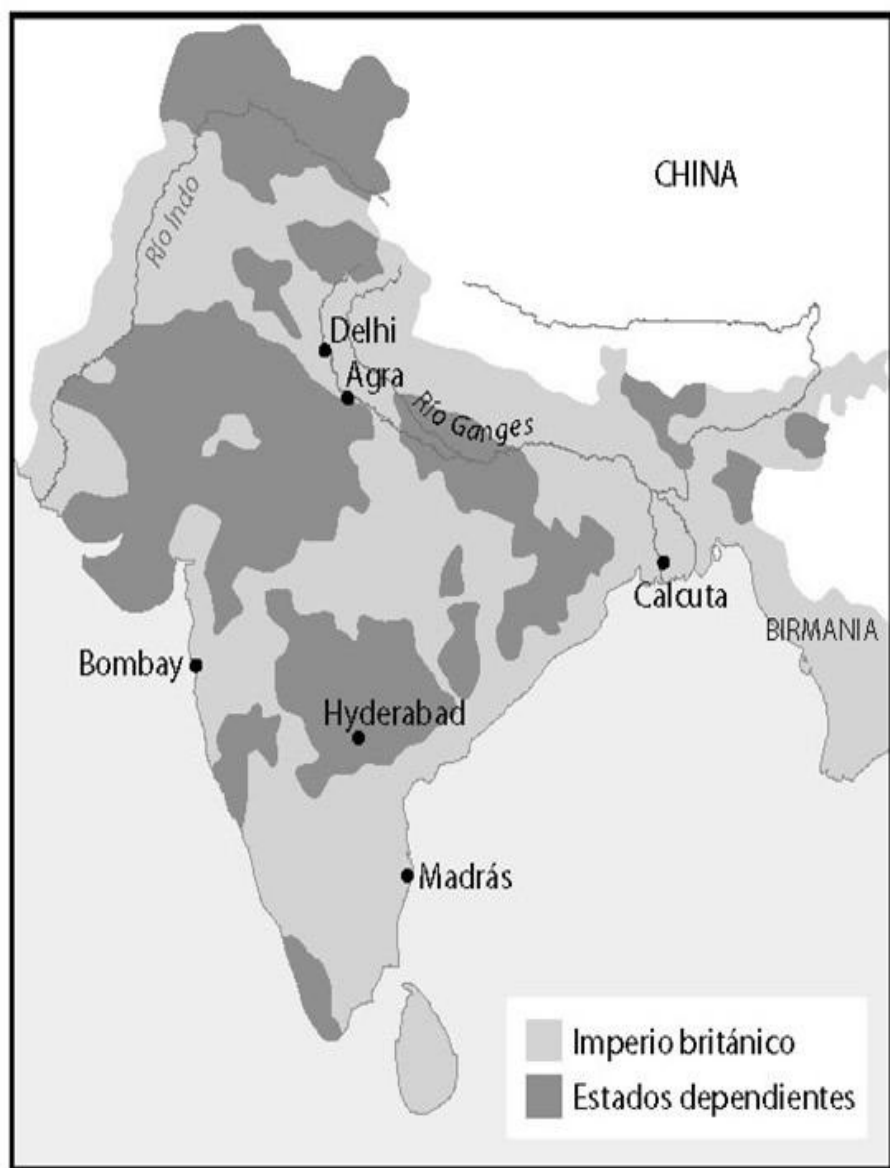 CHINA
Río Indo
Delhi
Agra
Río Ganges
Calcuta
BIRMANIA
Bombay
Hyderabad
Madrás
Imperio británico
Estados dependientes